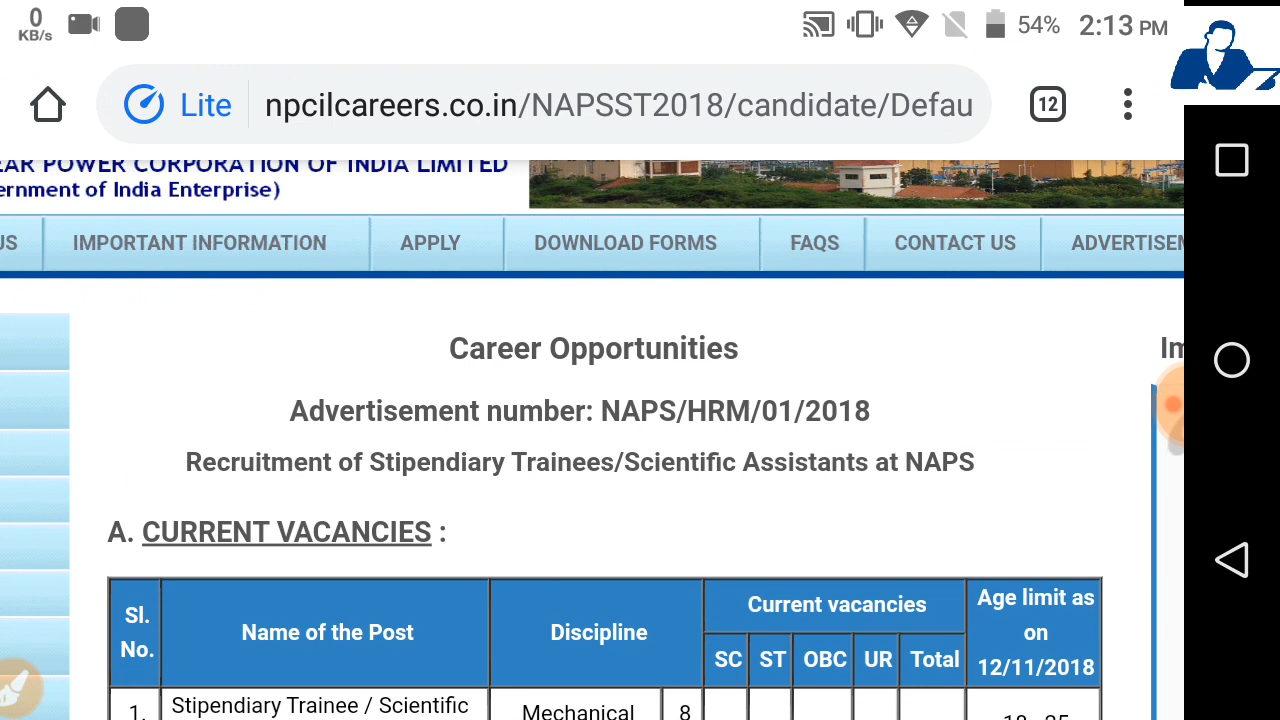 0
KB/s
54% 2:13 PM
Lite npcilcareers.co.in/NAPSST2018/candidate/Defau
12
EAR POWER CORPORATION OF INDIA LIMITED
ernment of India Enterprise)
US IMPORTANT INFORMATION APPLY DOWNLOAD FORMS FAQS CONTACT US ADVERTISEM
Career Opportunities
Im
Advertisement number: NAPS/HRM/01/2018
Recruitment of Stipendiary Trainees/Scientific Assistants at NAPS
A. CURRENT VACANCIES :
Sl. No.
Name of the Post
Discipline
Current vacancies
SC ST OBC UR Total
Age limit as on 12/11/2018
1. Stipendiary Trainee / Scientific Mechanical 8 18 - 25